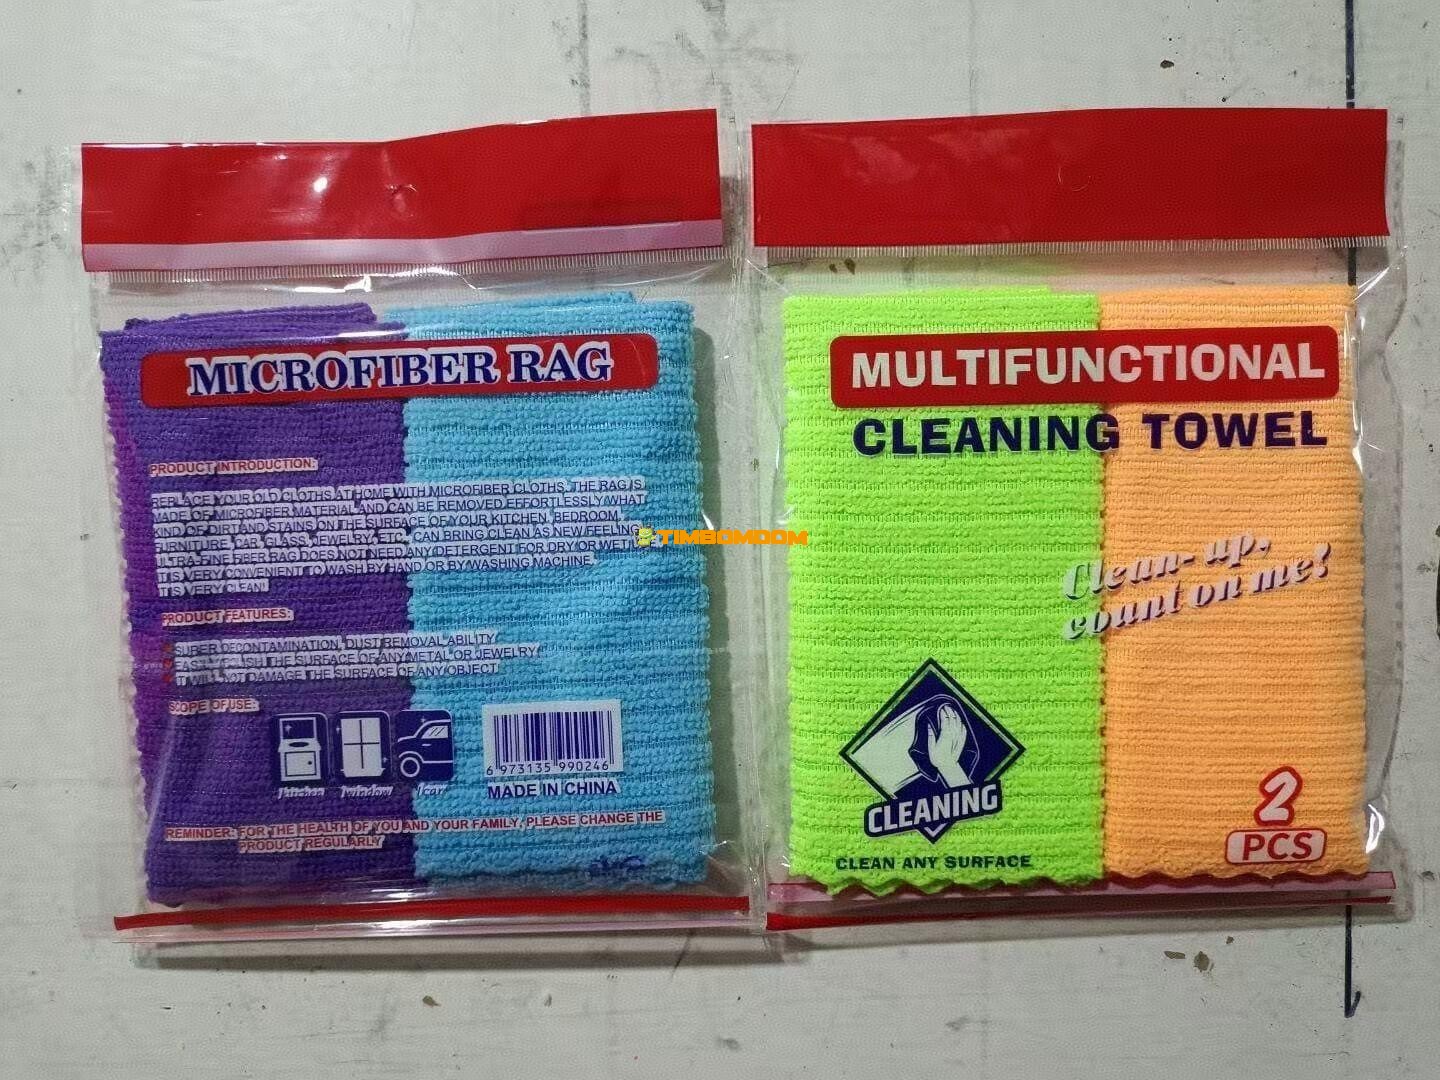 MICROFIBER RAG
PRODUCT INTRODUCTION:
REPLACE YOUR OLD CLOTHS AT HOME WITH MICROFIBER CLOTHS, THE RAG IS
MADE OF MICROFIBER MATERIAL AND CAN BE REMOVED EFFORTLESSLY WHAT
KIND OF DIRT AND STAINS ON THE SURFACE OF YOUR KITCHEN, BEDROOM,
FURNITURE, CAR, GLASS, JEWELRY, ETC, CAN BRING CLEAN AS NEW FEELING
ULTRA-FINE FIBER RAG DOES NOT NEED ANY DETERGENT FOR DRY OR WET
IT IS VERY CONVENIENT TO WASH BY HAND OR BY WASHING MACHINE,
IT IS VERY CLEAN!
PRODUCT FEATURES:
SUPER DECONTAMINATION, DUST REMOVAL ABILITY
EASY POLISH THE SURFACE OF ANY METAL OR JEWELRY
IT WILL NOT DAMAGE THE SURFACE OF ANY OBJECT
SCOPE OF USE:
kitchen window car
6 973135 990246
MADE IN CHINA
REMINDER: FOR THE HEALTH OF YOU AND YOUR FAMILY, PLEASE CHANGE THE
PRODUCT REGULARLY
TIMBOMDOM
MULTIFUNCTIONAL
CLEANING TOWEL
Clean-up,
count on me!
CLEANING
CLEAN ANY SURFACE
2
PCS